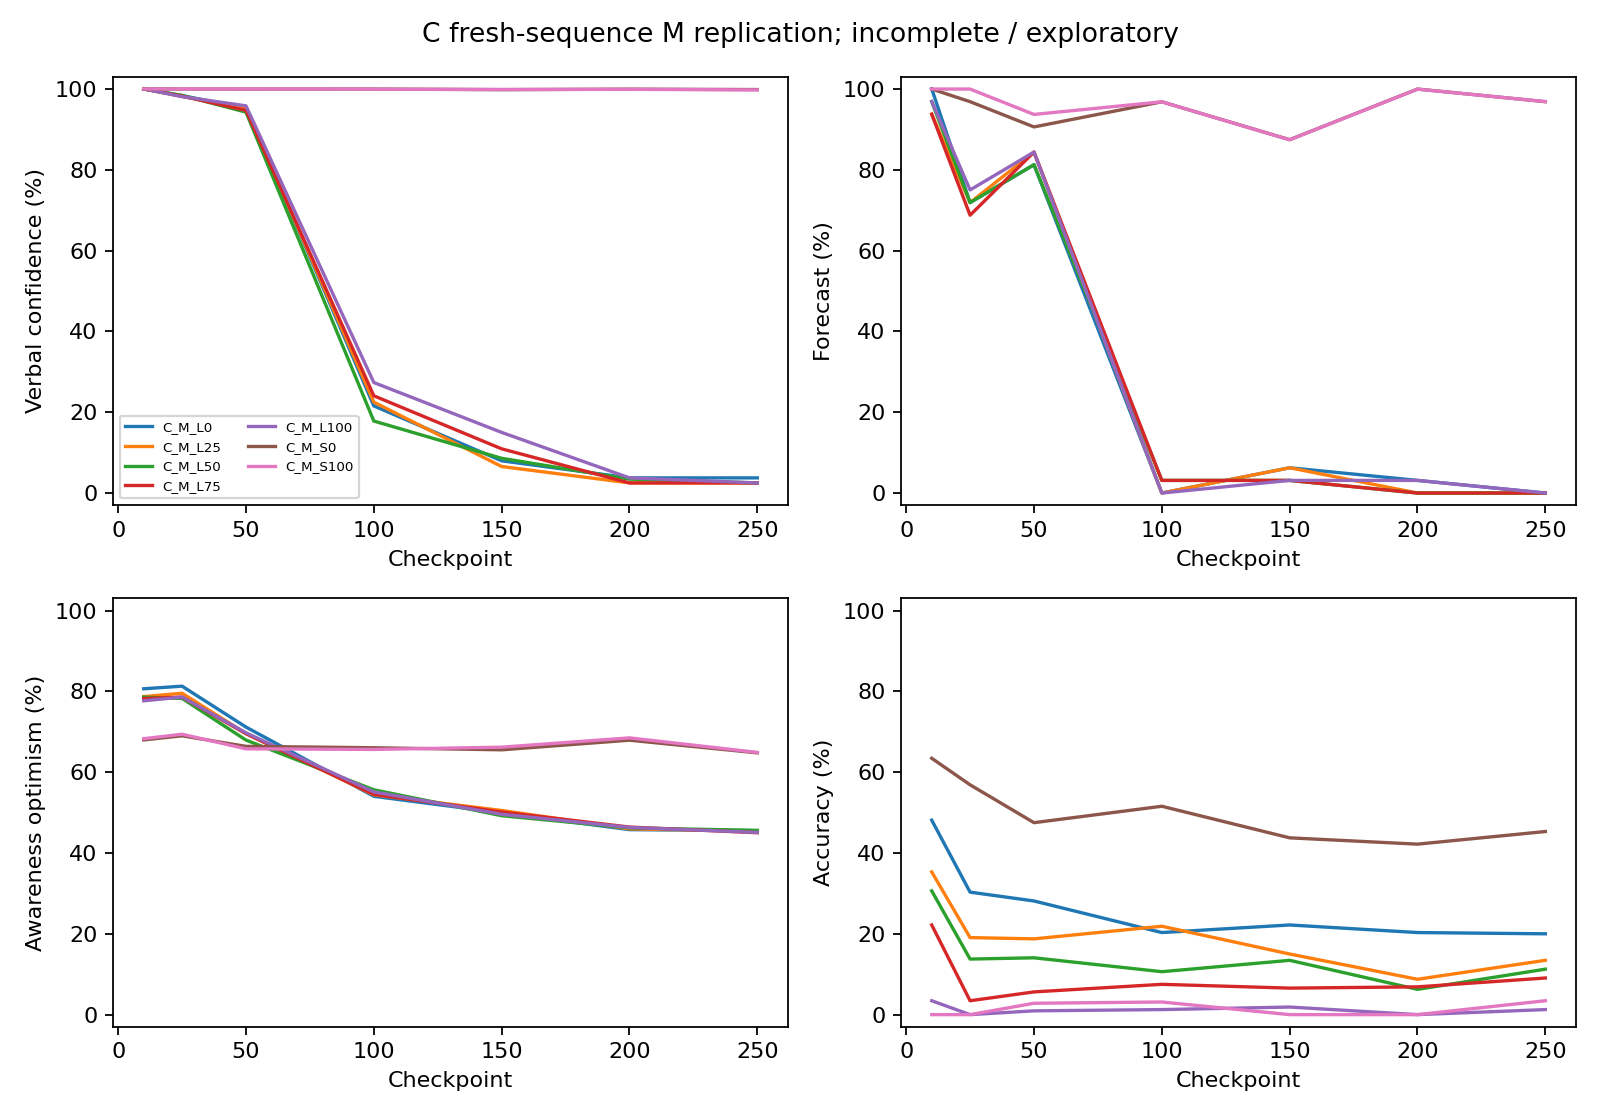 C fresh-sequence M replication; incomplete / exploratory
Verbal confidence (%)
100
80
60
40
20
0
C_M_L0
C_M_L25
C_M_L50
C_M_L75
C_M_L100
C_M_S0
C_M_S100
0 50 100 150 200 250
Checkpoint
Forecast (%)
100
80
60
40
20
0
0 50 100 150 200 250
Checkpoint
Awareness optimism (%)
100
80
60
40
20
0
0 50 100 150 200 250
Checkpoint
Accuracy (%)
100
80
60
40
20
0
0 50 100 150 200 250
Checkpoint